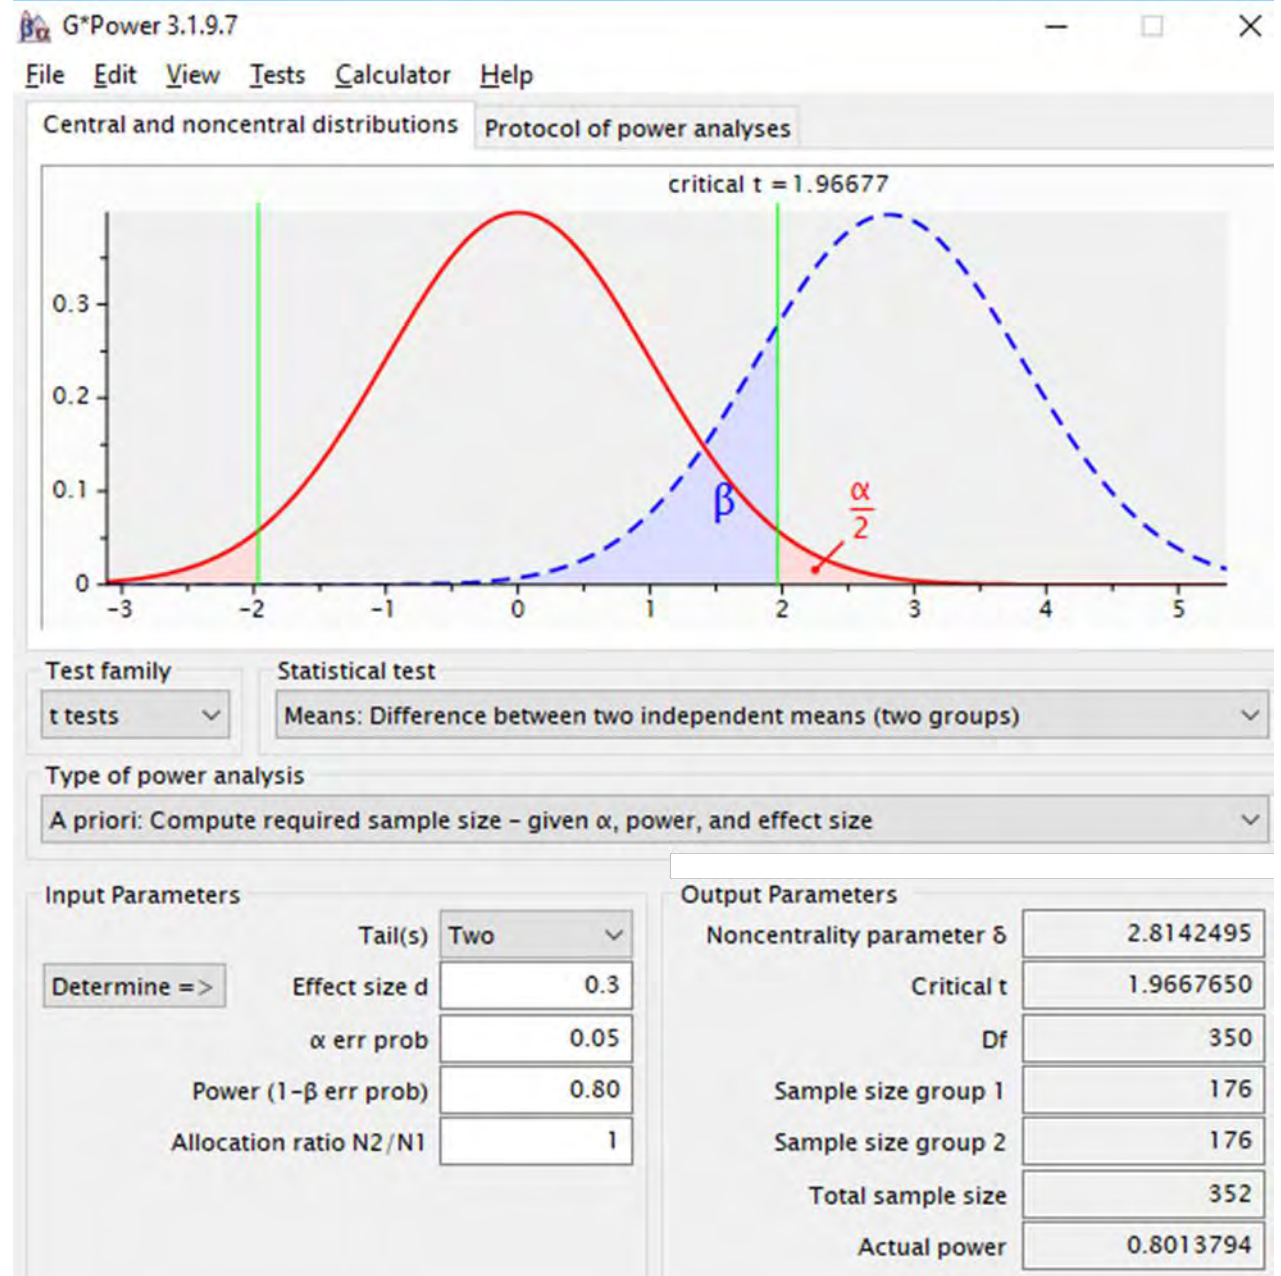 G*Power 3.1.9.7
File Edit View Tests Calculator Help
Central and noncentral distributions Protocol of power analyses
critical t = 1.96677
0.3
0.2
0.1
0
β
α
2
-3 -2 -1 0 1 2 3 4 5
Test family Statistical test
t tests Means: Difference between two independent means (two groups)
Type of power analysis
A priori: Compute required sample size – given α, power, and effect size
Input Parameters Output Parameters
Tail(s) Two Noncentrality parameter δ 2.8142495
Determine => Effect size d 0.3 Critical t 1.9667650
α err prob 0.05 Df 350
Power (1-β err prob) 0.80 Sample size group 1 176
Allocation ratio N2/N1 1 Sample size group 2 176
Total sample size 352
Actual power 0.8013794